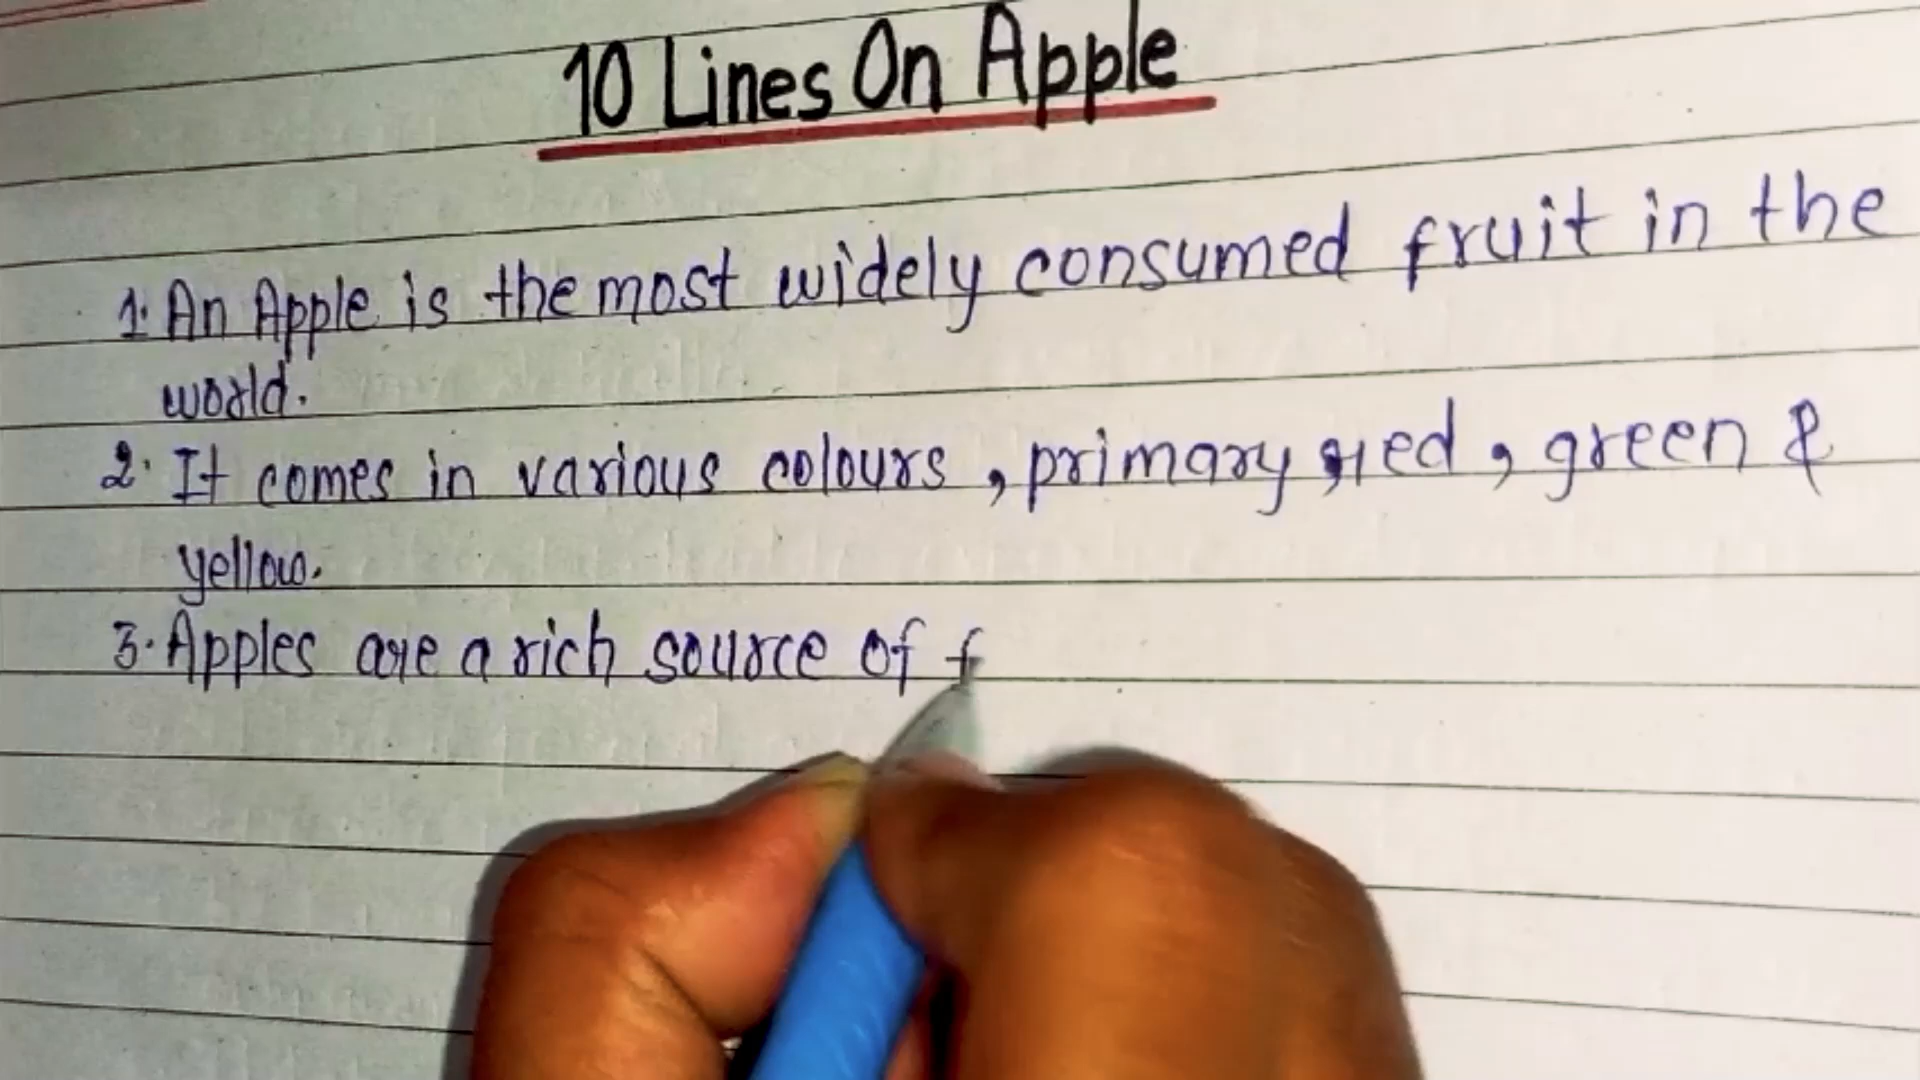 10 Lines On Apple
1. An Apple is the most widely consumed fruit in the
world.
2. It comes in various colours, primary red, green &
yellow.
3. Apples are a rich source of f